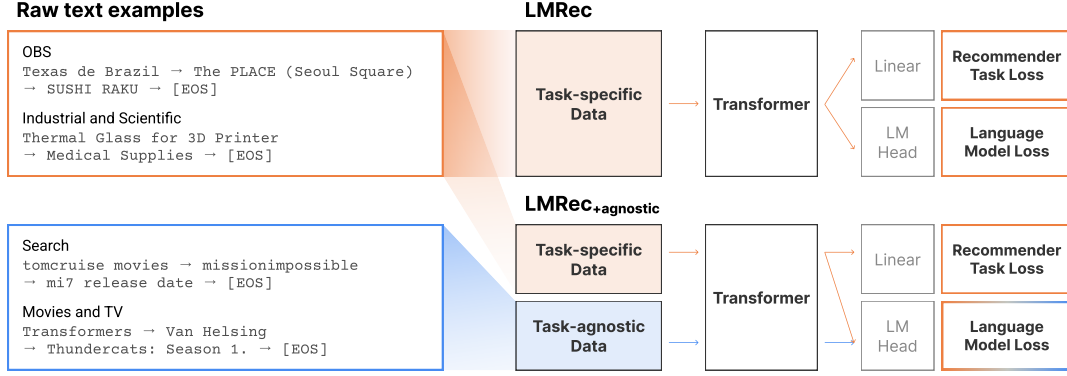 Raw text examples
OBS
Texas de Brazil → The PLACE (Seoul Square)
→ SUSHI RAKU → [EOS]
Industrial and Scientific
Thermal Glass for 3D Printer
→ Medical Supplies → [EOS]
Search
tomcruise movies → missionimpossible
→ mi7 release date → [EOS]
Movies and TV
Transformers → Van Helsing
→ Thundercats: Season 1. → [EOS]
LMRec
Task-specific
Data
Transformer
Linear
Recommender
Task Loss
LM
Head
Language
Model Loss
LMRec+agnostic
Task-specific
Data
Task-agnostic
Data
Transformer
Linear
Recommender
Task Loss
LM
Head
Language
Model Loss